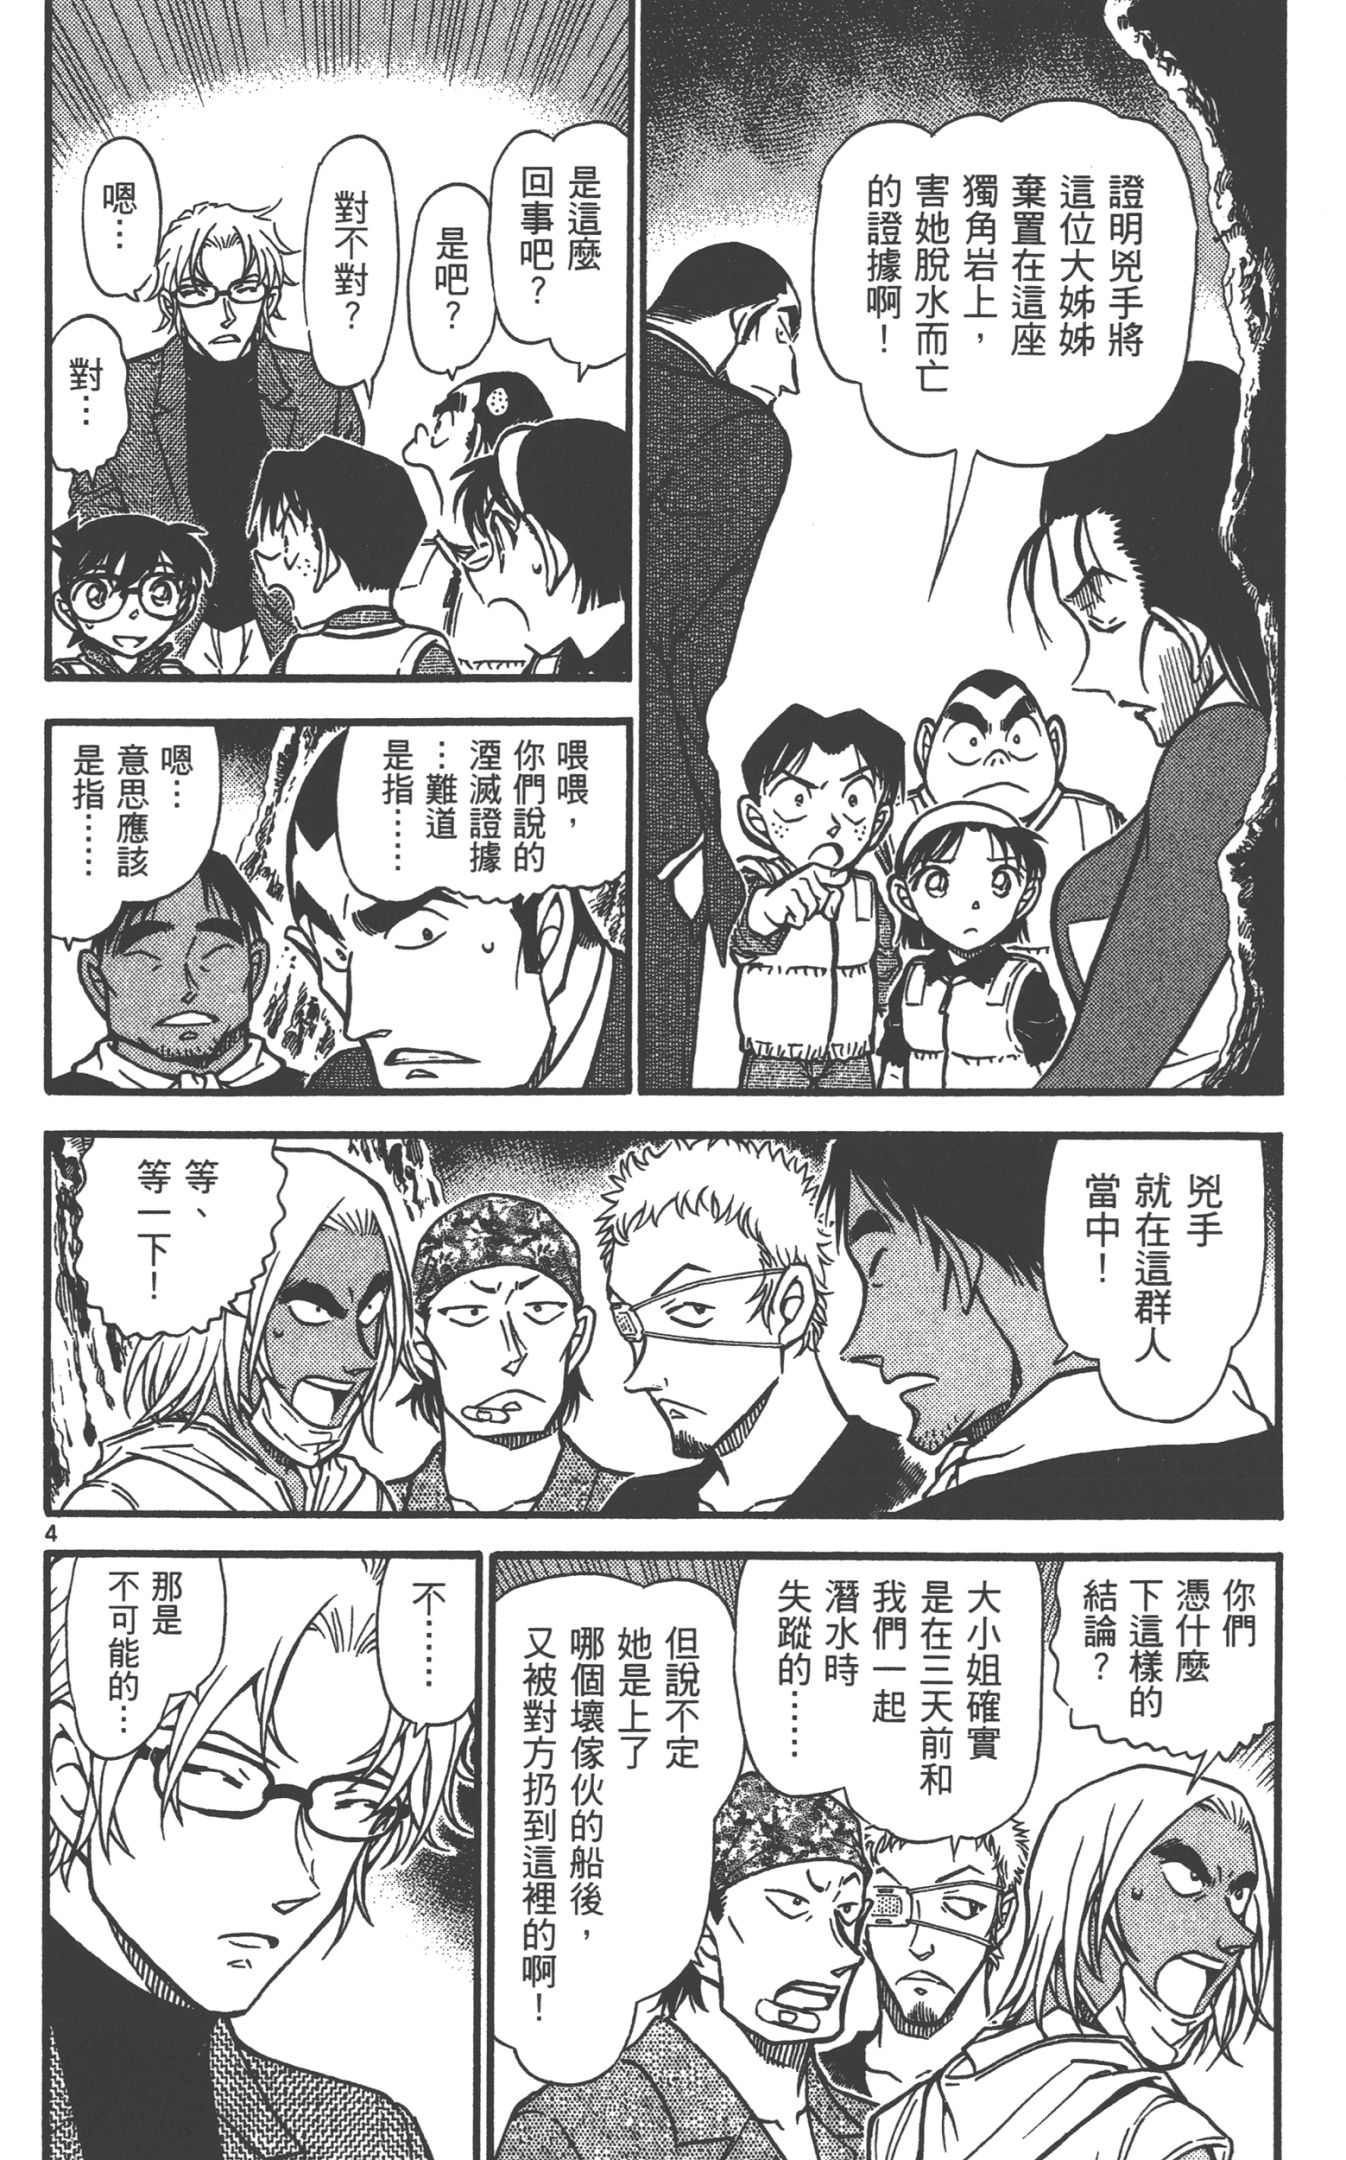 證明兇手將
這位大姊姊
棄置在這座
獨角岩上，
害她脫水而亡
的證據啊！
是這麼
回事吧？
是吧？
對不對？
嗯…
對…
喂喂，
你們說的
湮滅證據
…難道
是指……
嗯…
意思應該
是指……
兇手
就在這群人
當中！
等、
等一下！
你們
憑什麼
下這樣的
結論？
大小姐確實
是在三天前和
我們一起
潛水時
失蹤的……
但說不定
她是上了
哪個壞傢伙的船後，
又被對方扔到這裡的啊！
不……
那是
不可能的…
4